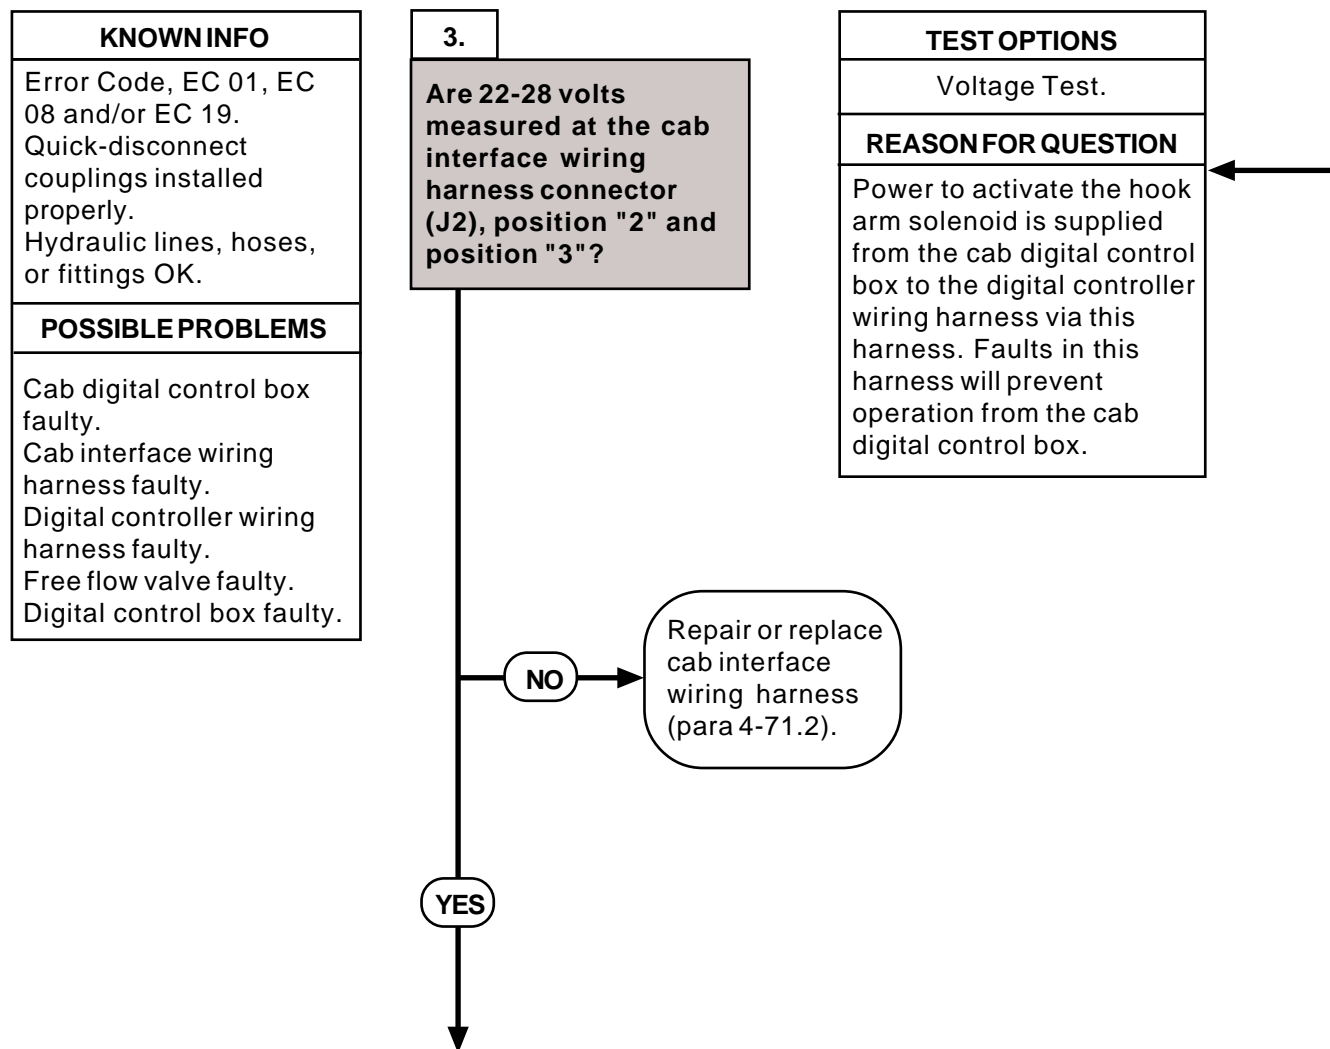 KNOWN INFO
Error Code, EC 01, EC
08 and/or EC 19.
Quick-disconnect
couplings installed
properly.
Hydraulic lines, hoses,
or fittings OK.
POSSIBLE PROBLEMS
Cab digital control box
faulty.
Cab interface wiring
harness faulty.
Digital controller wiring
harness faulty.
Free flow valve faulty.
Digital control box faulty.
3.
Are 22-28 volts
measured at the cab
interface wiring
harness connector
(J2), position "2" and
position "3"?
TEST OPTIONS
Voltage Test.
REASON FOR QUESTION
Power to activate the hook
arm solenoid is supplied
from the cab digital control
box to the digital controller
wiring harness via this
harness. Faults in this
harness will prevent
operation from the cab
digital control box.
NO
Repair or replace
cab interface
wiring harness
(para 4-71.2).
YES